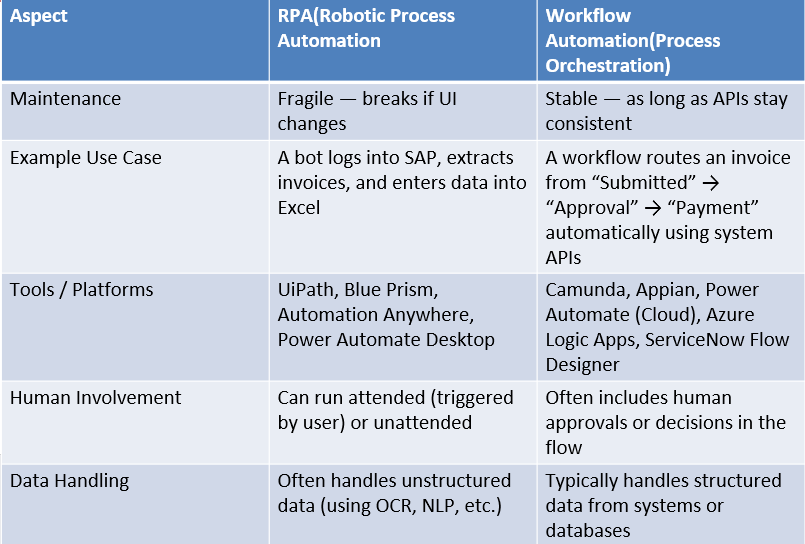 Aspect
RPA(Robotic Process
Automation
Workflow
Automation(Process
Orchestration)
Maintenance
Fragile — breaks if UI
changes
Stable — as long as APIs stay
consistent
Example Use Case
A bot logs into SAP, extracts
invoices, and enters data into
Excel
A workflow routes an invoice
from “Submitted” →
“Approval” → “Payment”
automatically using system
APIs
Tools / Platforms
UiPath, Blue Prism,
Automation Anywhere,
Power Automate Desktop
Camunda, Appian, Power
Automate (Cloud), Azure
Logic Apps, ServiceNow Flow
Designer
Human Involvement
Can run attended (triggered
by user) or unattended
Often includes human
approvals or decisions in the
flow
Data Handling
Often handles unstructured
data (using OCR, NLP, etc.)
Typically handles structured
data from systems or
databases